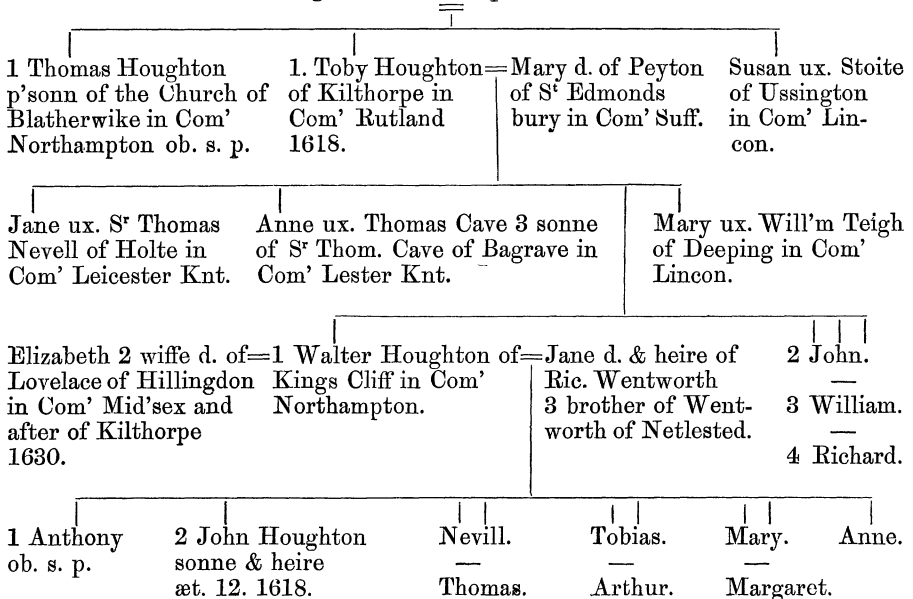 1 Thomas Houghton
p'sonn of the Church of
Blatherwike in Com'
Northampton ob. s. p.
1. Toby Houghton=Mary d. of Peyton
of Kilthorpe in
Com' Rutland
1618.
of Sᵗ Edmonds
bury in Com' Suff.
Susan ux. Stoite
of Ussington
in Com' Lin-
con.
Jane ux. Sʳ Thomas
Nevell of Holte in
Com' Leicester Knt.
Anne ux. Thomas Cave 3 sonne
of Sʳ Thom. Cave of Bagrave in
Com' Lester Knt.
Mary ux. Will'm Teigh
of Deeping in Com'
Lincon.
Elizabeth 2 wiffe d. of=1 Walter Houghton of=Jane d. & heire of
Lovelace of Hillingdon
in Com' Mid'sex and
after of Kilthorpe
1630.
Kings Cliff in Com'
Northampton.
Ric. Wentworth
3 brother of Went-
worth of Netlested.
2 John.
3 William.
4 Richard.
1 Anthony
ob. s. p.
2 John Houghton
sonne & heire
æt. 12. 1618.
Nevill.
Thomas.
Tobias.
Arthur.
Mary.
Margaret.
Anne.